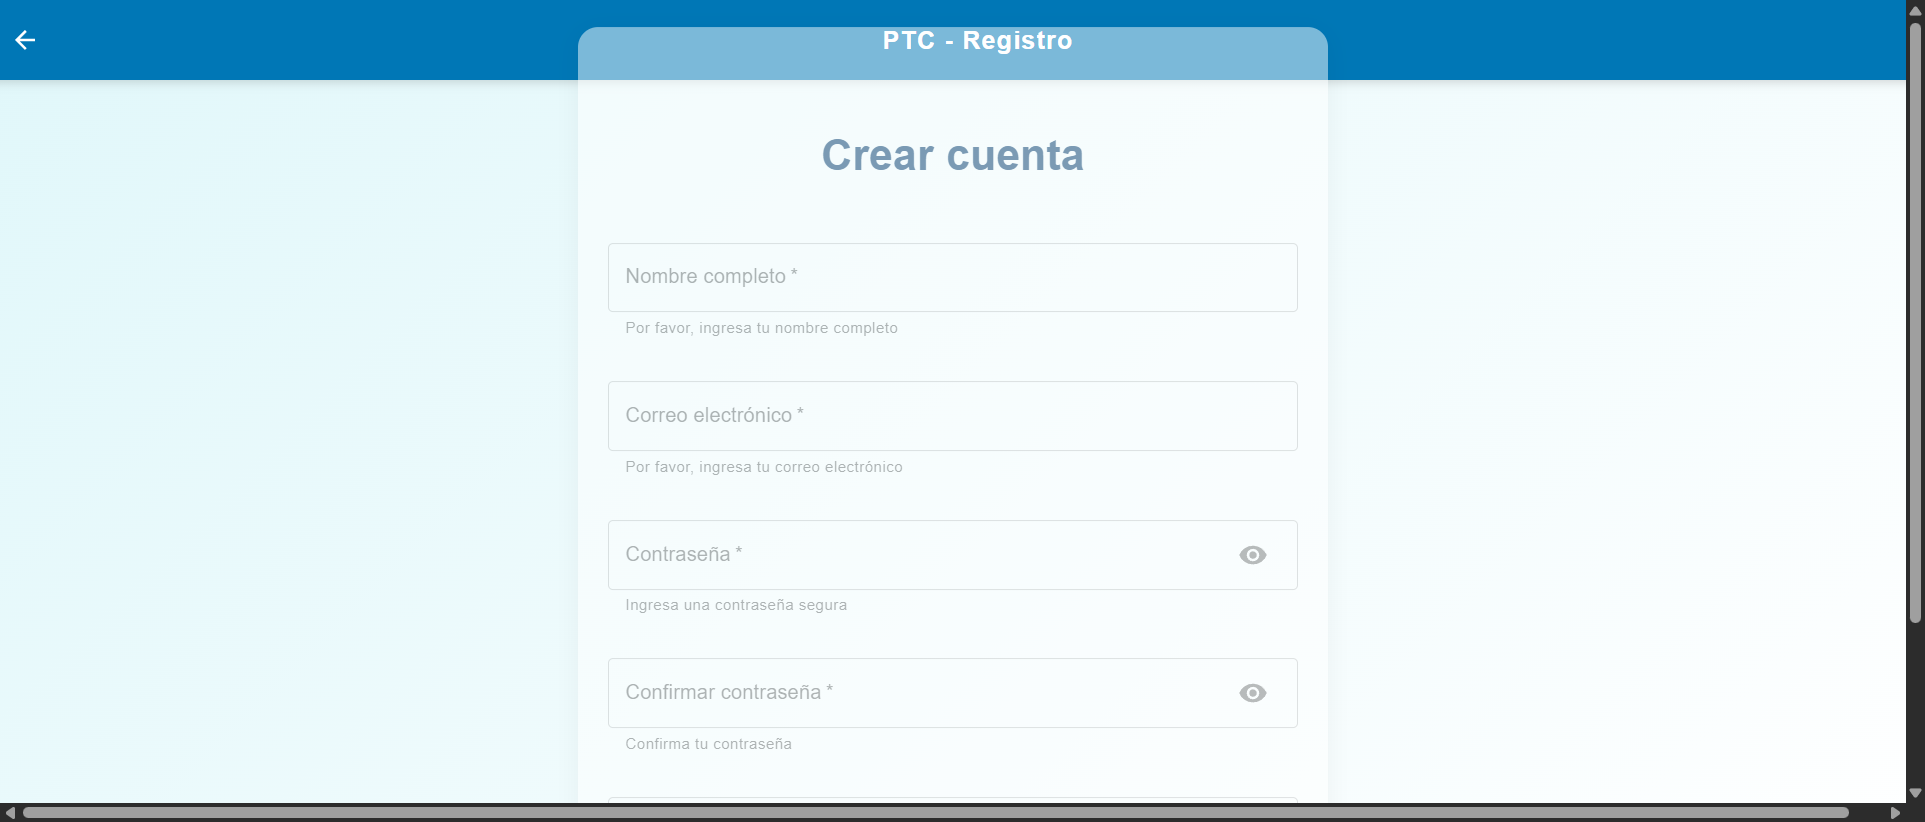 PTC - Registro
Crear cuenta
Nombre completo *
Por favor, ingresa tu nombre completo
Correo electrónico *
Por favor, ingresa tu correo electrónico
Contraseña *
Ingresa una contraseña segura
Confirmar contraseña *
Confirma tu contraseña